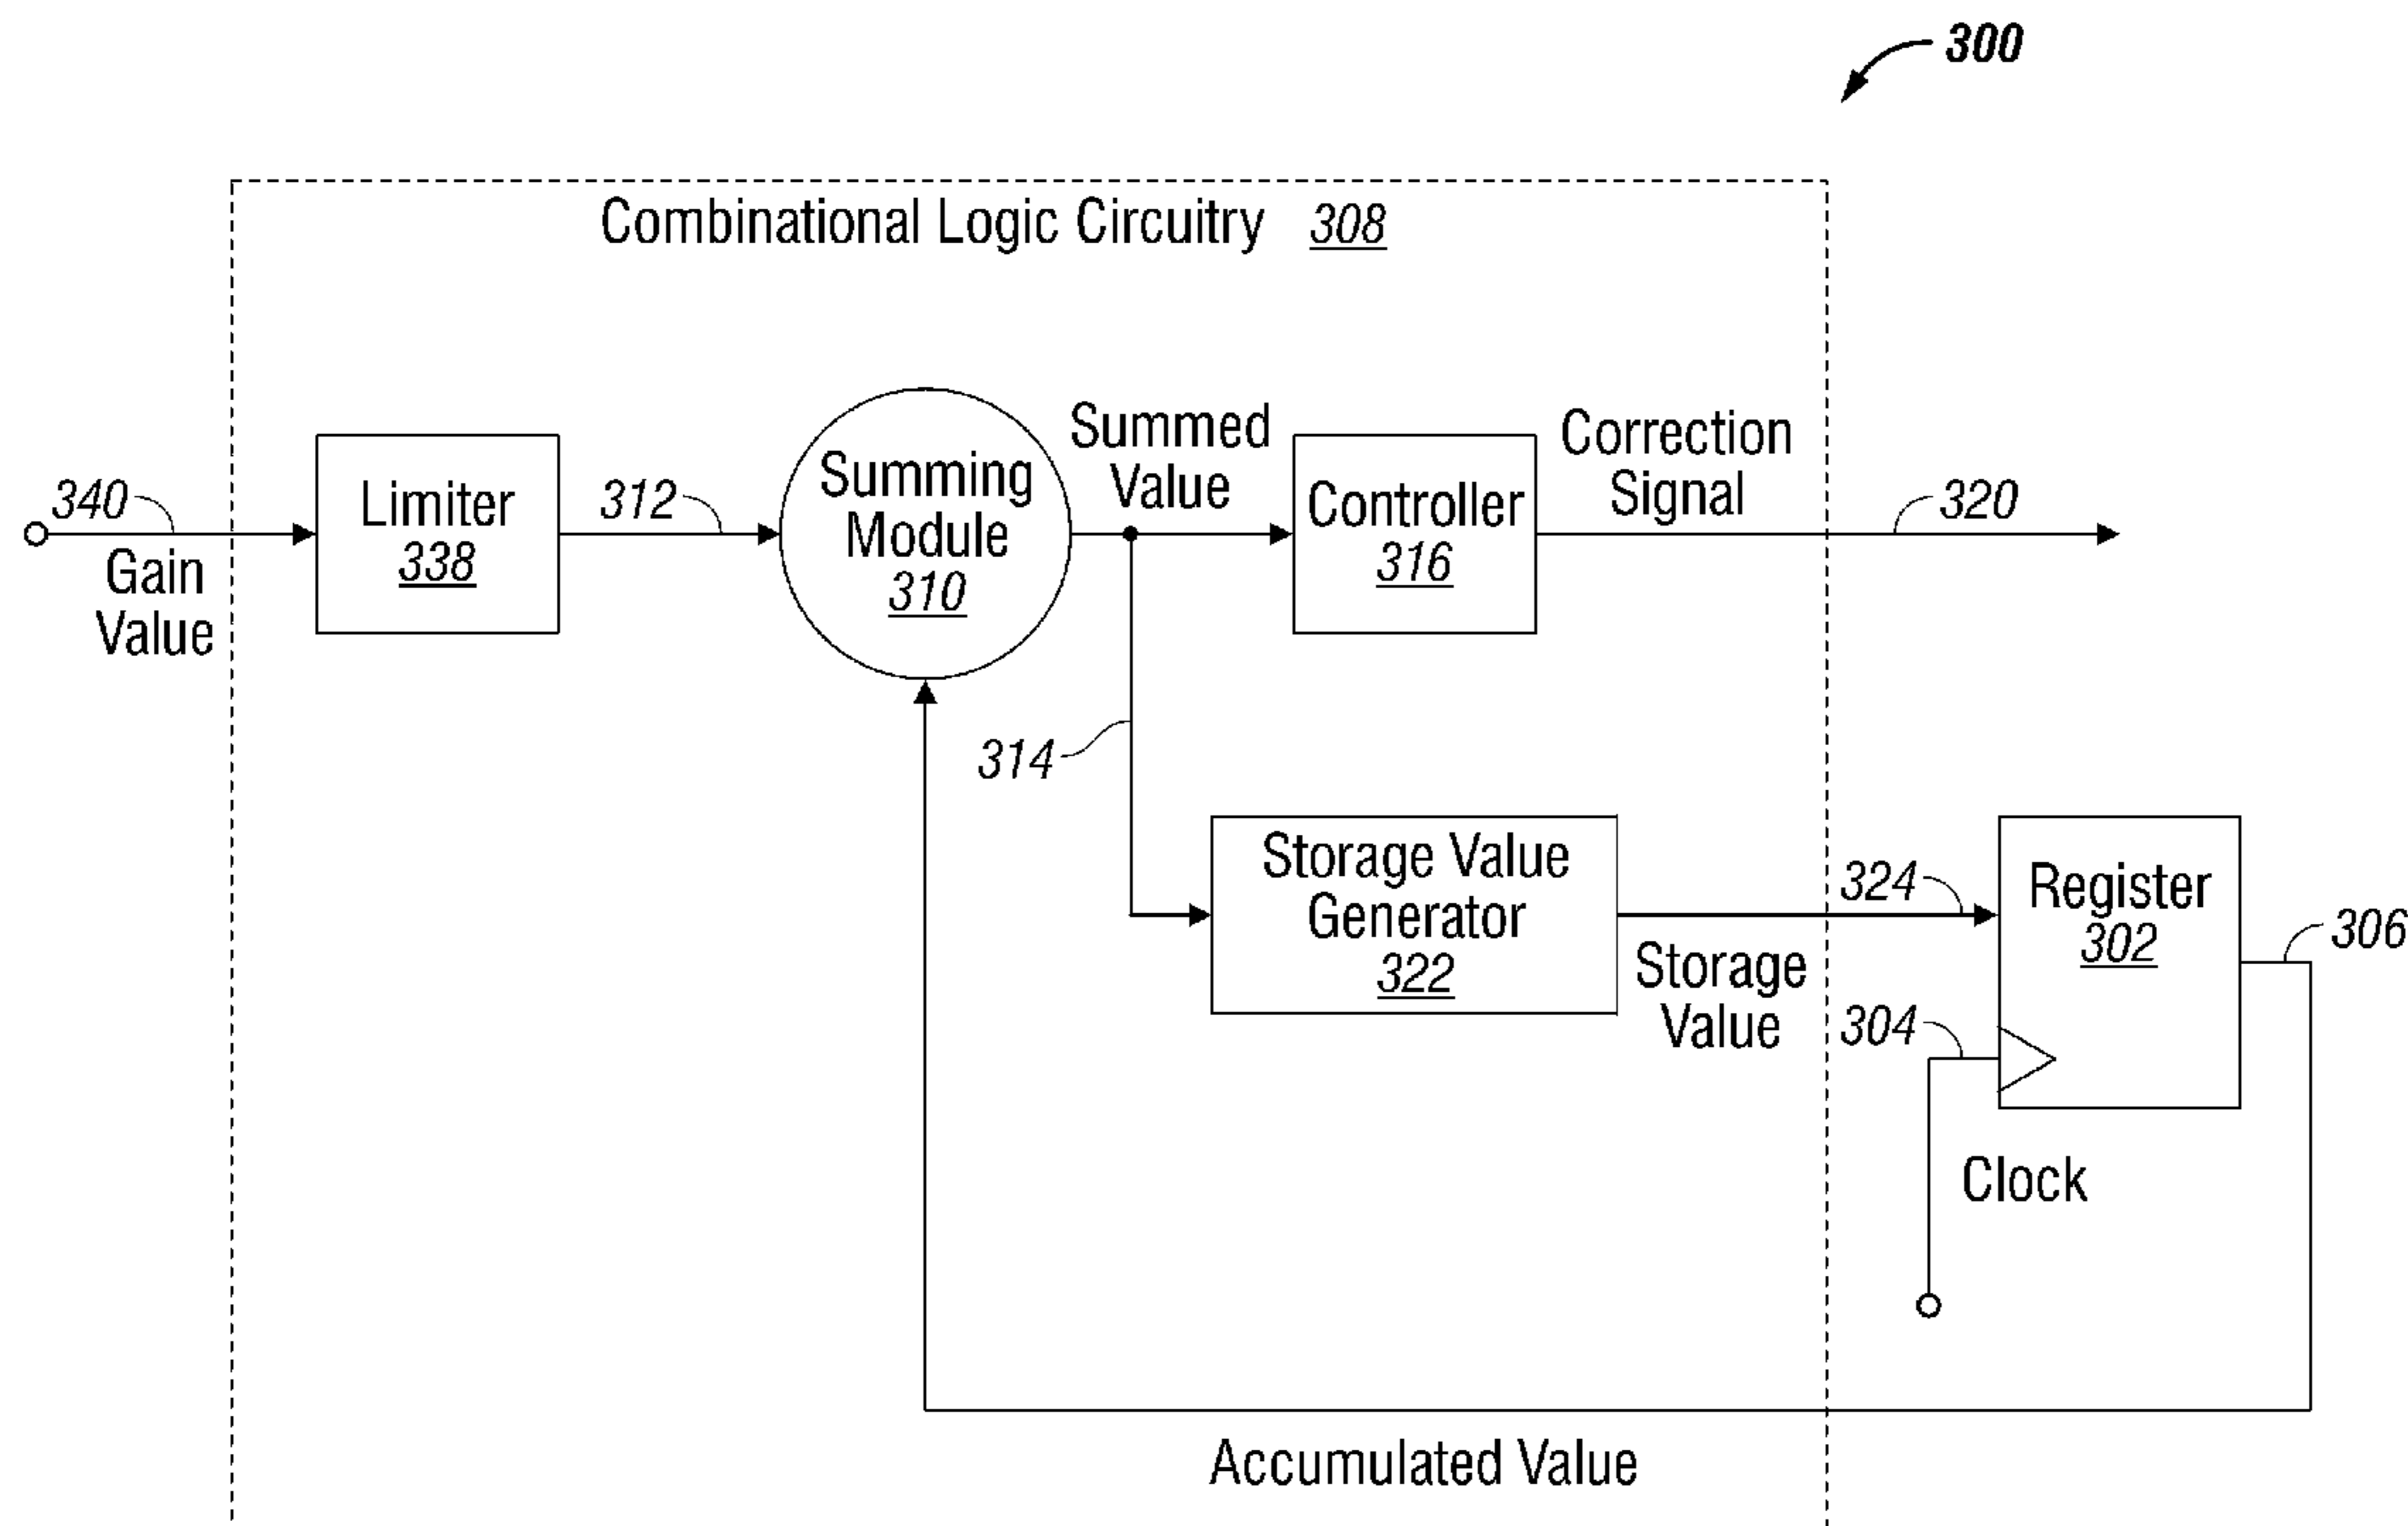 300
Combinational Logic Circuitry 308
340
Gain
Value
Limiter
338
312
Summing
Module
310
Summed
Value
Controller
316
Correction
Signal
320
314
Storage Value
Generator
322
324
Storage
Value
Register
302
306
304
Clock
Accumulated Value